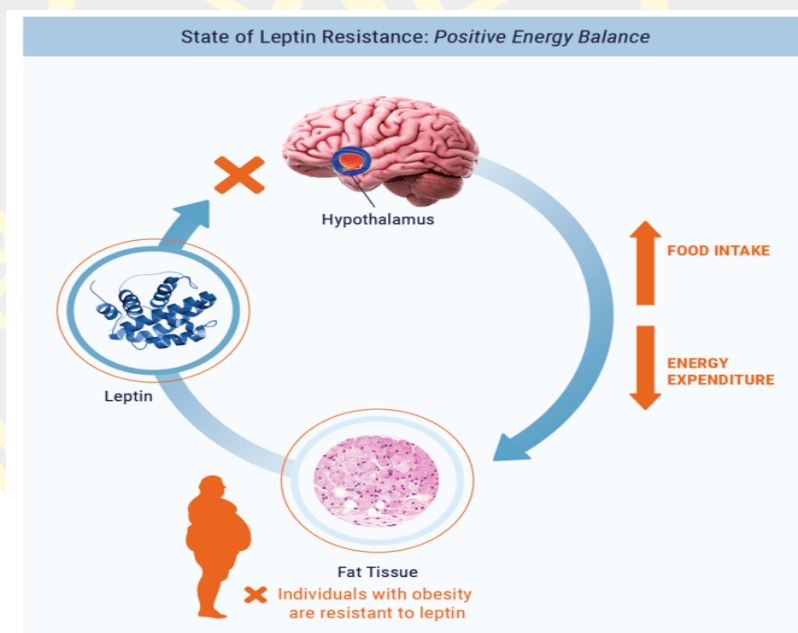 State of Leptin Resistance: Positive Energy Balance
Hypothalamus
FOOD INTAKE
ENERGY
EXPENDITURE
Leptin
Fat Tissue
Individuals with obesity
are resistant to leptin